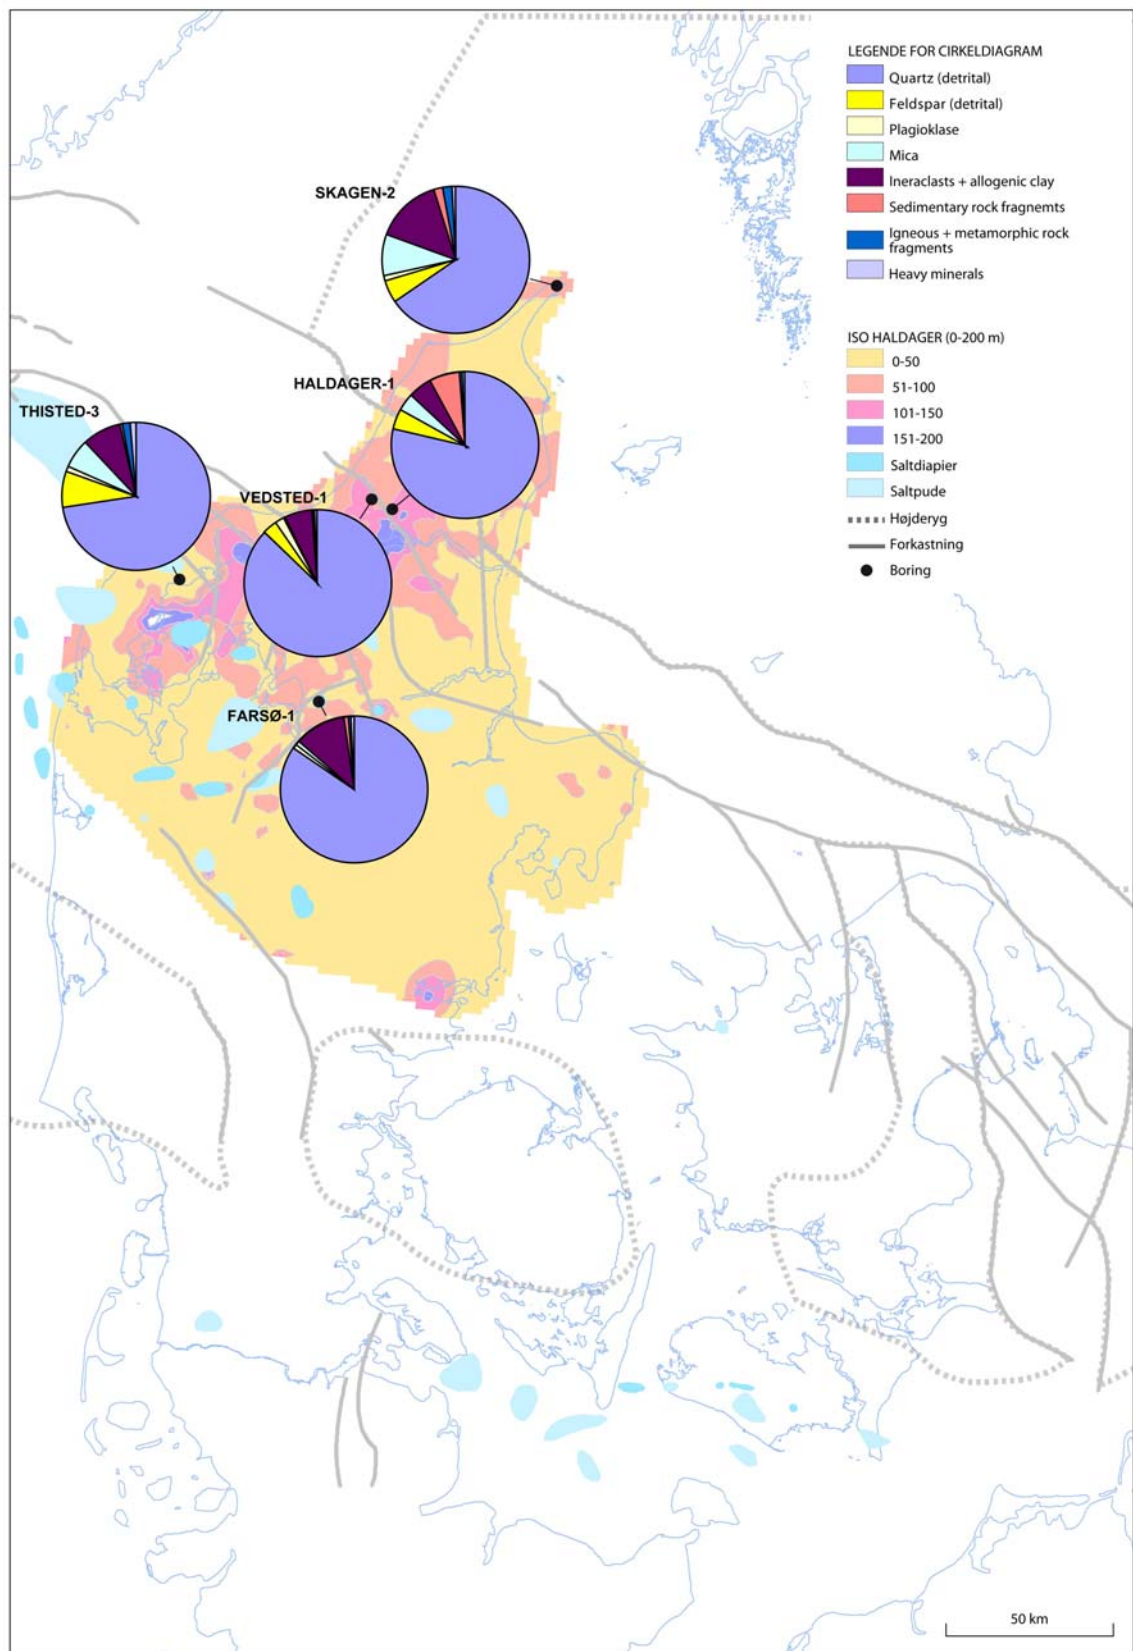 LEGENDE FOR CIRKELDIAGRAM
Quartz (detrital)
Feldspar (detrital)
Plagioklase
Mica
Ineraclasts + allogenic clay
Sedimentary rock fragnemts
Igneous + metamorphic rock
fragments
Heavy minerals
ISO HALDAGER (0-200 m)
0-50
51-100
101-150
151-200
Saltdiapier
Saltpude
Højderyg
Forkastning
Boring
SKAGEN-2
HALDAGER-1
THISTED-3
VEDSTED-1
FARSØ-1
50 km